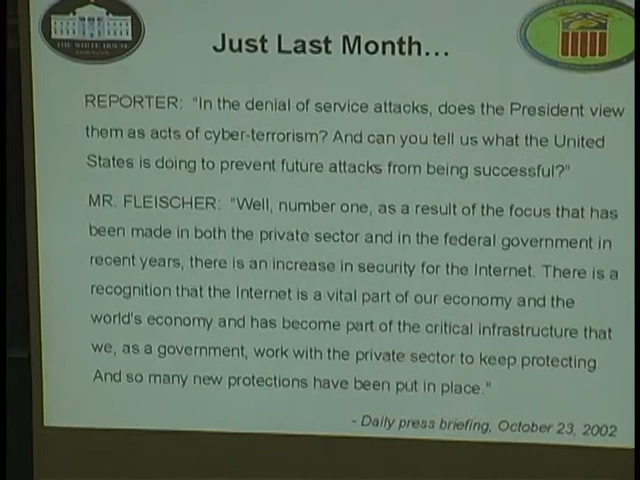 THE WHITE HOUSE
WASHINGTON
Just Last Month...
REPORTER: "In the denial of service attacks, does the President view
them as acts of cyber-terrorism? And can you tell us what the United
States is doing to prevent future attacks from being successful?"
MR. FLEISCHER: "Well, number one, as a result of the focus that has
been made in both the private sector and in the federal government in
recent years, there is an increase in security for the Internet. There is a
recognition that the Internet is a vital part of our economy and the
world's economy and has become part of the critical infrastructure that
we, as a government, work with the private sector to keep protecting.
And so many new protections have been put in place."
- Daily press briefing, October 23, 2002